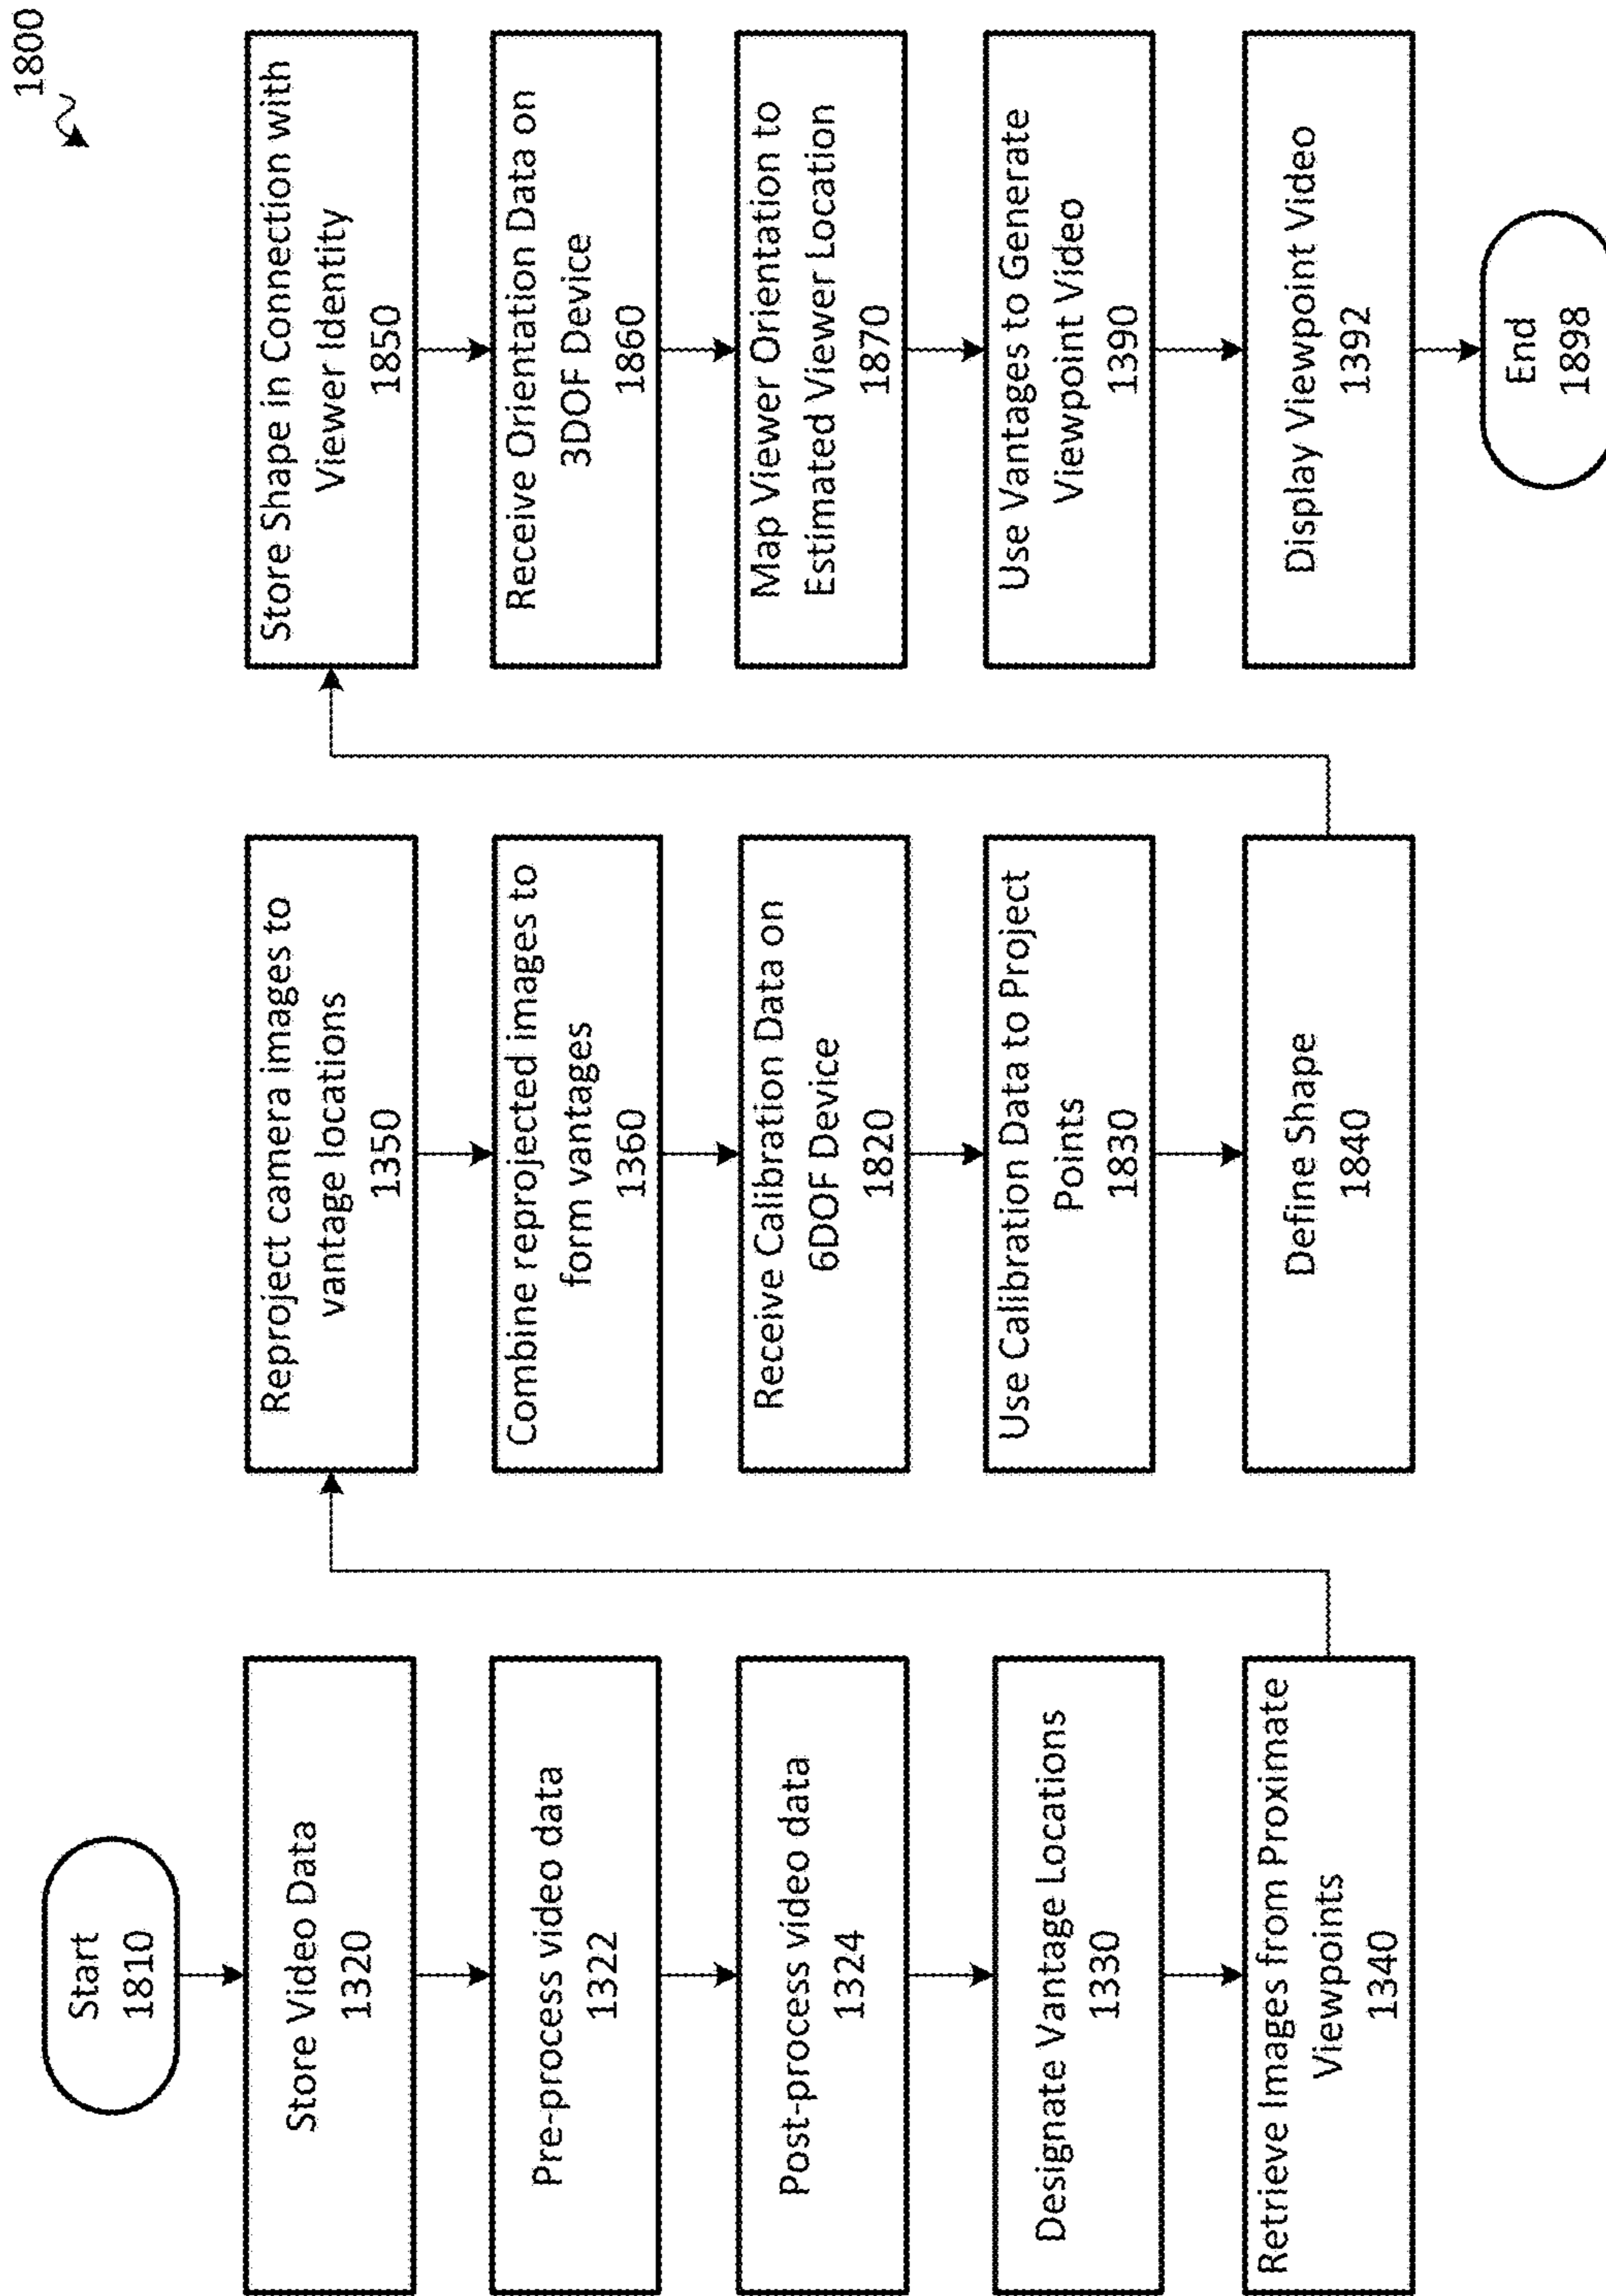 1800
Start
1810
Store Video Data
1320
Pre-process video data
1322
Post-process video data
1324
Designate Vantage Locations
1330
Retrieve Images from Proximate
Viewpoints
1340
Reproject camera images to
vantage locations
1350
Combine reprojected images to
form vantages
1360
Receive Calibration Data on
6DOF Device
1820
Use Calibration Data to Project
Points
1830
Define Shape
1840
Store Shape in Connection with
Viewer Identity
1850
Receive Orientation Data on
3DOF Device
1860
Map Viewer Orientation to
Estimated Viewer Location
1870
Use Vantages to Generate
Viewpoint Video
1390
Display Viewpoint Video
1392
End
1898